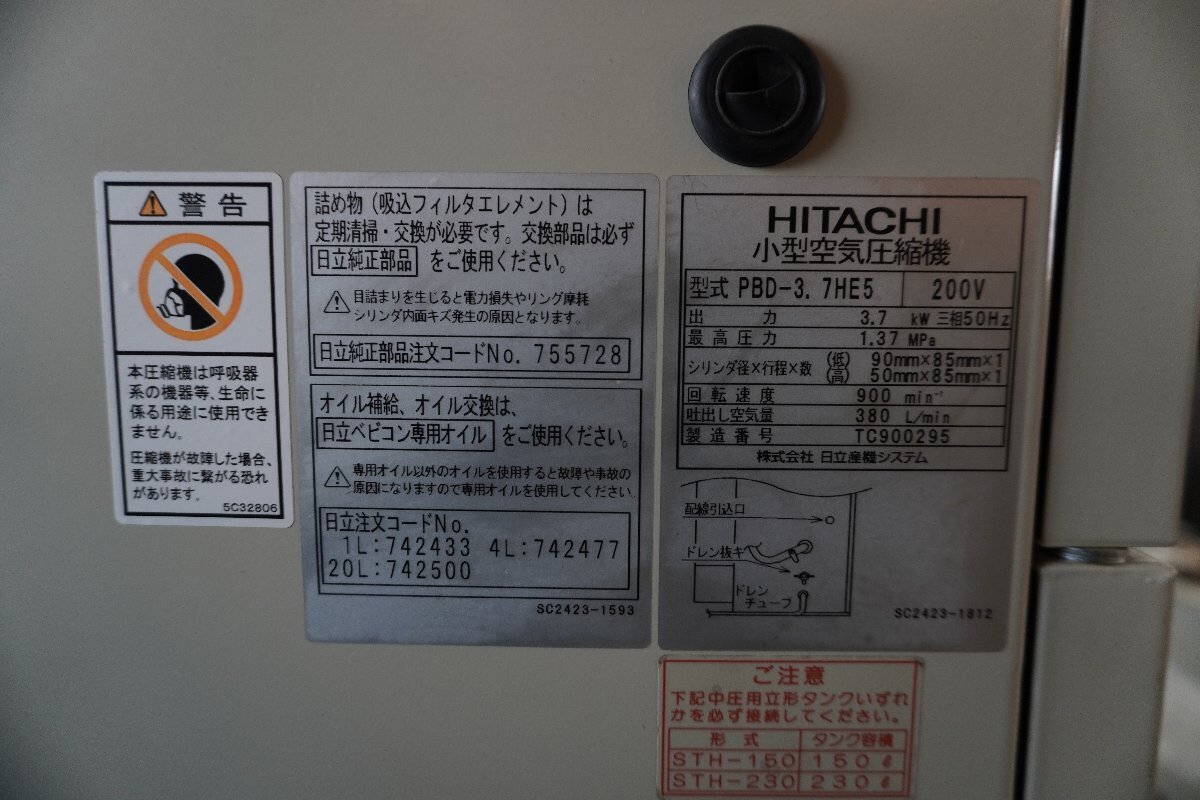 警告
本圧縮機は呼吸器
系の機器等、生命に
係る用途に使用でき
ません。
圧縮機が故障した場合、
重大事故に繋がる恐れ
があります。
5C32806
詰め物（吸込フィルタエレメント）は
定期清掃・交換が必要です。交換部品は必ず
日立純正部品 をご使用ください。
目詰まりを生じると電力損失やリング摩耗
シリンダ内面キズ発生の原因となります。
日立純正部品注文コードNo. 755728
オイル補給、オイル交換は、
日立ベビコン専用オイル をご使用ください。
専用オイル以外のオイルを使用すると故障や事故の
原因になりますので専用オイルを使用してください。
日立注文コードNo.
1L:742433 4L:742477
20L:742500
SC2423-1593
HITACHI
小型空気圧縮機
型式 PBD-3.7HE5 200V
出力 3.7 kW 三相50Hz
最高圧力 1.37 MPa
シリンダ径×行程×数 (低) 90mm×85mm×1
(高) 50mm×85mm×1
回転速度 900 min⁻¹
吐出し空気量 380 L/min
製造番号 TC900295
株式会社 日立産機システム
配線引込口
ドレン抜キ
ドレン
チューブ
SC2423-1812
ご注意
下記中圧用立形タンクいずれ
かを必ず接続してください。
形式 タンク容積
STH-150 150ℓ
STH-230 230ℓ